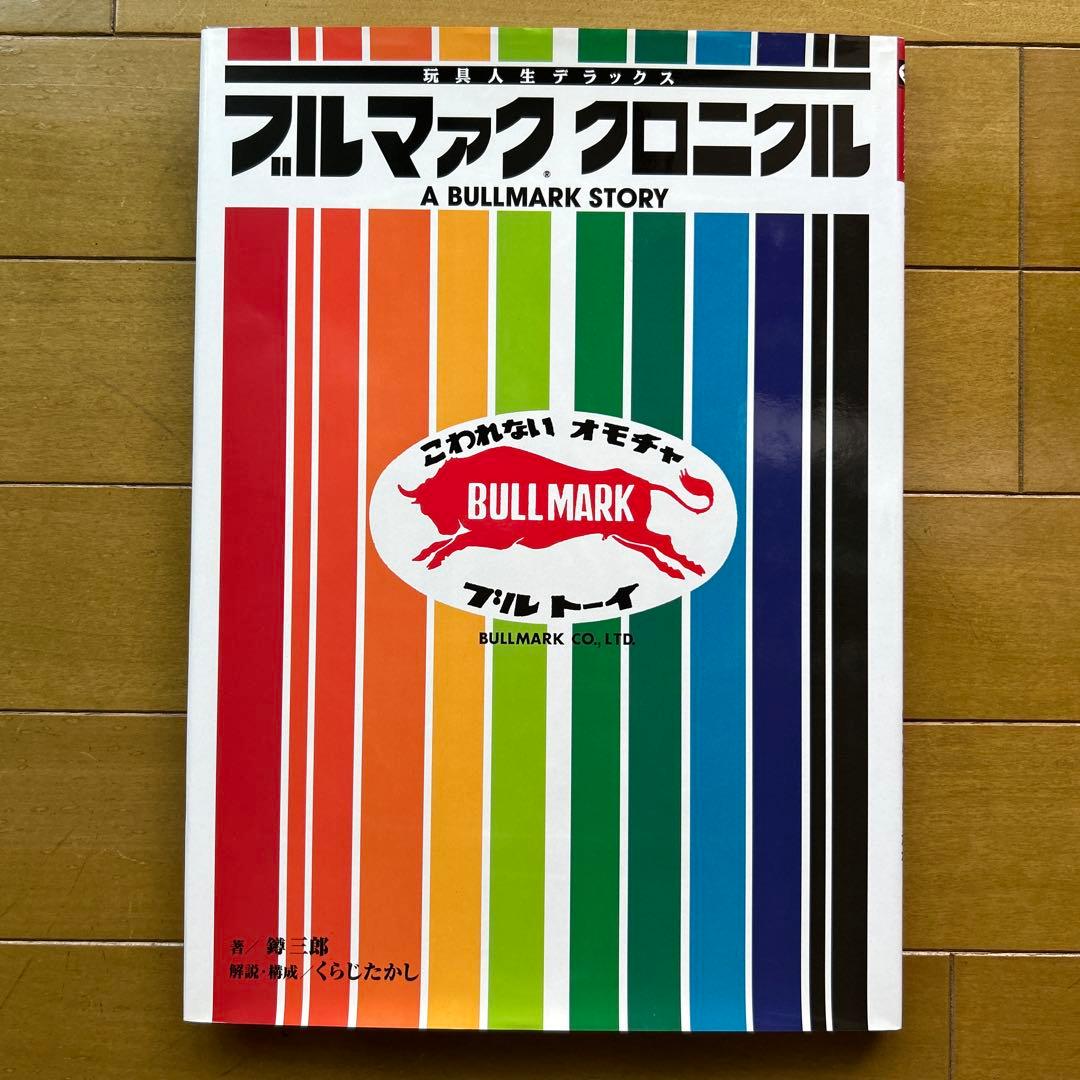 玩具人生デラックス
ブルマァク® クロニクル
A BULLMARK STORY
こわれない オモチャ
BULLMARK
ブル トーイ
BULLMARK CO., LTD.
著/鐏三郎
解説・構成/くらじたかし